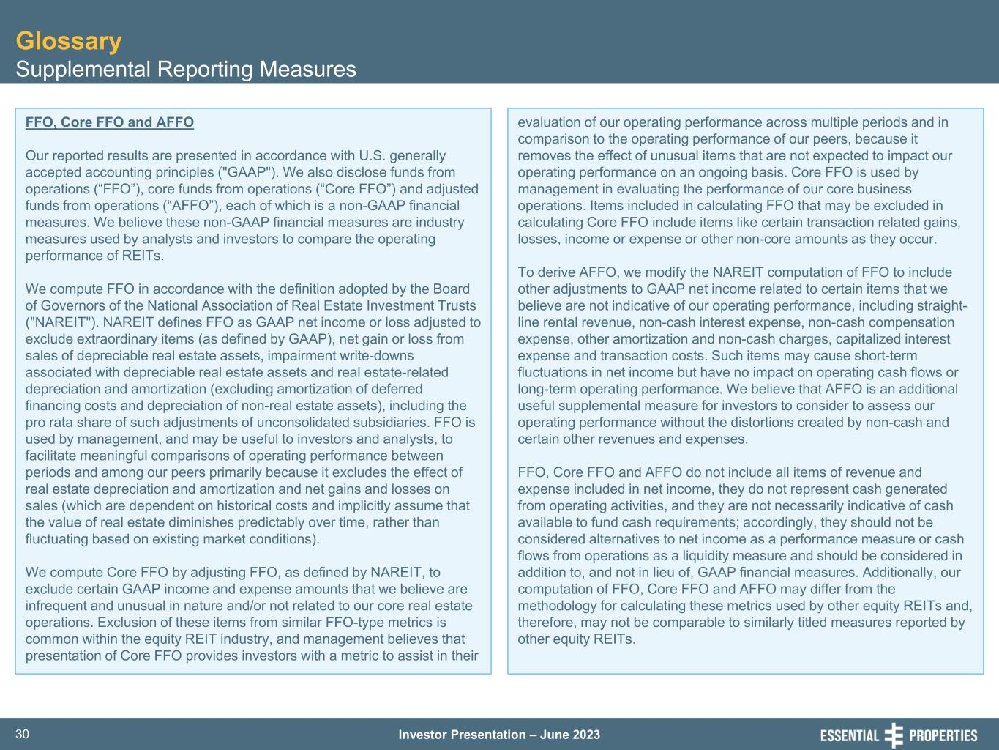 Glossary
Supplemental Reporting Measures
FFO, Core FFO and AFFO
Our reported results are presented in accordance with U.S. generally
accepted accounting principles ("GAAP"). We also disclose funds from
operations (“FFO”), core funds from operations (“Core FFO”) and adjusted
funds from operations (“AFFO”), each of which is a non-GAAP financial
measures. We believe these non-GAAP financial measures are industry
measures used by analysts and investors to compare the operating
performance of REITs.
We compute FFO in accordance with the definition adopted by the Board
of Governors of the National Association of Real Estate Investment Trusts
("NAREIT"). NAREIT defines FFO as GAAP net income or loss adjusted to
exclude extraordinary items (as defined by GAAP), net gain or loss from
sales of depreciable real estate assets, impairment write-downs
associated with depreciable real estate assets and real estate-related
depreciation and amortization (excluding amortization of deferred
financing costs and depreciation of non-real estate assets), including the
pro rata share of such adjustments of unconsolidated subsidiaries. FFO is
used by management, and may be useful to investors and analysts, to
facilitate meaningful comparisons of operating performance between
periods and among our peers primarily because it excludes the effect of
real estate depreciation and amortization and net gains and losses on
sales (which are dependent on historical costs and implicitly assume that
the value of real estate diminishes predictably over time, rather than
fluctuating based on existing market conditions).
We compute Core FFO by adjusting FFO, as defined by NAREIT, to
exclude certain GAAP income and expense amounts that we believe are
infrequent and unusual in nature and/or not related to our core real estate
operations. Exclusion of these items from similar FFO-type metrics is
common within the equity REIT industry, and management believes that
presentation of Core FFO provides investors with a metric to assist in their
evaluation of our operating performance across multiple periods and in
comparison to the operating performance of our peers, because it
removes the effect of unusual items that are not expected to impact our
operating performance on an ongoing basis. Core FFO is used by
management in evaluating the performance of our core business
operations. Items included in calculating FFO that may be excluded in
calculating Core FFO include items like certain transaction related gains,
losses, income or expense or other non-core amounts as they occur.
To derive AFFO, we modify the NAREIT computation of FFO to include
other adjustments to GAAP net income related to certain items that we
believe are not indicative of our operating performance, including straight-
line rental revenue, non-cash interest expense, non-cash compensation
expense, other amortization and non-cash charges, capitalized interest
expense and transaction costs. Such items may cause short-term
fluctuations in net income but have no impact on operating cash flows or
long-term operating performance. We believe that AFFO is an additional
useful supplemental measure for investors to consider to assess our
operating performance without the distortions created by non-cash and
certain other revenues and expenses.
FFO, Core FFO and AFFO do not include all items of revenue and
expense included in net income, they do not represent cash generated
from operating activities, and they are not necessarily indicative of cash
available to fund cash requirements; accordingly, they should not be
considered alternatives to net income as a performance measure or cash
flows from operations as a liquidity measure and should be considered in
addition to, and not in lieu of, GAAP financial measures. Additionally, our
computation of FFO, Core FFO and AFFO may differ from the
methodology for calculating these metrics used by other equity REITs and,
therefore, may not be comparable to similarly titled measures reported by
other equity REITs.
30
Investor Presentation – June 2023
ESSENTIAL PROPERTIES